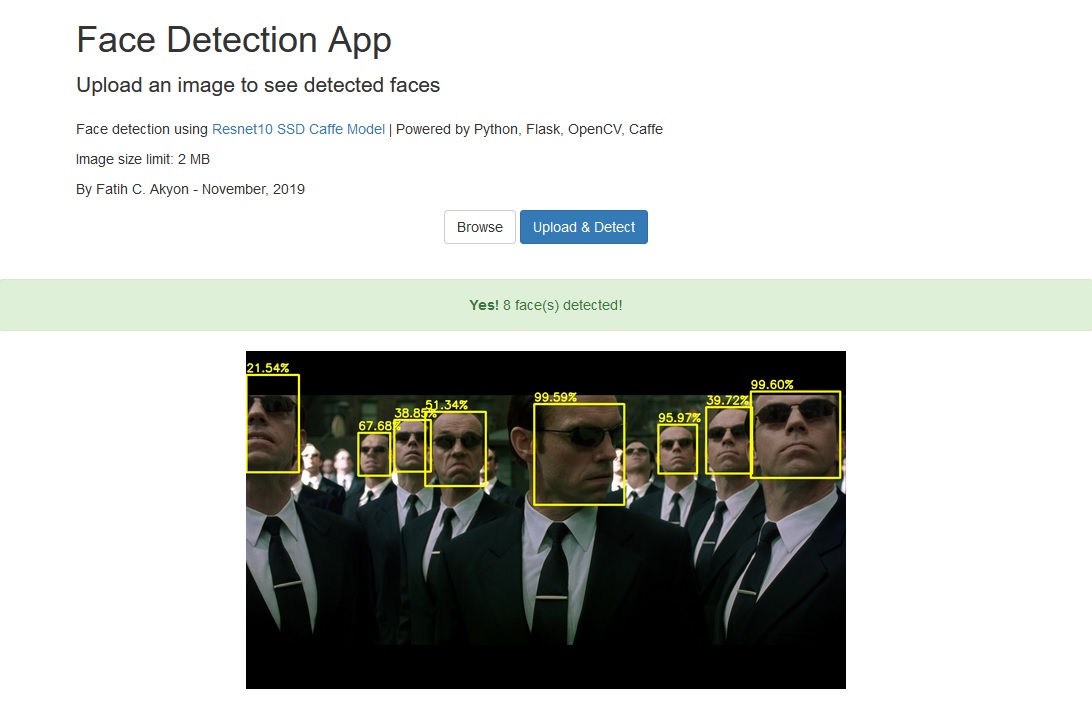 Face Detection App
Upload an image to see detected faces
Face detection using Resnet10 SSD Caffe Model | Powered by Python, Flask, OpenCV, Caffe
Image size limit: 2 MB
By Fatih C. Akyon - November, 2019
Browse
Upload & Detect
Yes! 8 face(s) detected!
21.54%
67.68%
38.85%
51.34%
99.59%
95.97%
39.72%
99.60%